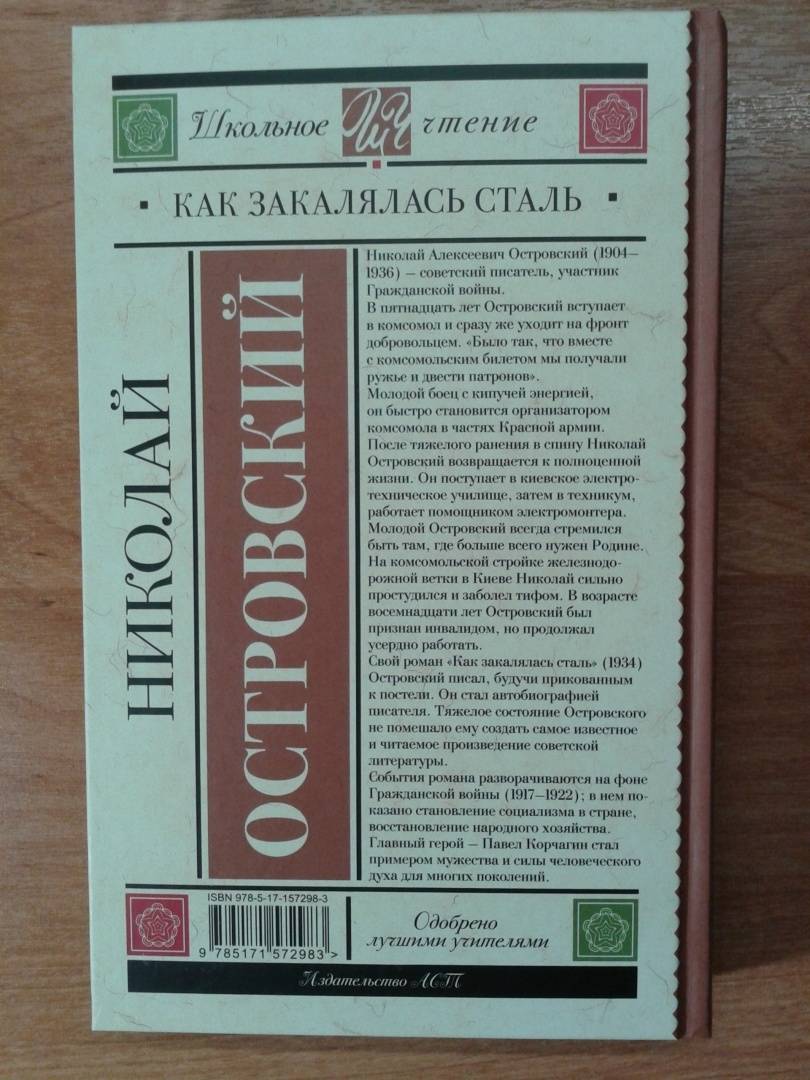 Школьное ШЧ чтение
КАК ЗАКАЛЯЛАСЬ СТАЛЬ
НИКОЛАЙ
ОСТРОВСКИЙ
Николай Алексеевич Островский (1904–
1936) – советский писатель, участник
Гражданской войны.
В пятнадцать лет Островский вступает
в комсомол и сразу же уходит на фронт
добровольцем. «Было так, что вместе
с комсомольским билетом мы получали
ружье и двести патронов».
Молодой боец с кипучей энергией,
он быстро становится организатором
комсомола в частях Красной армии.
После тяжелого ранения в спину Николай
Островский возвращается к полноценной
жизни. Он поступает в киевское электро-
техническое училище, затем в техникум,
работает помощником электромонтера.
Молодой Островский всегда стремился
быть там, где больше всего нужен Родине.
На комсомольской стройке железнодо-
рожной ветки в Киеве Николай сильно
простудился и заболел тифом. В возрасте
восемнадцати лет Островский был
признан инвалидом, но продолжал
усердно работать.
Свой роман «Как закалялась сталь» (1934)
Островский писал, будучи прикованным
к постели. Он стал автобиографией
писателя. Тяжелое состояние Островского
не помешало ему создать самое известное
и читаемое произведение советской
литературы.
События романа разворачиваются на фоне
Гражданской войны (1917–1922); в нем по-
казано становление социализма в стране,
восстановление народного хозяйства.
Главный герой – Павел Корчагин стал
примером мужества и силы человеческого
духа для многих поколений.
ISBN 978-5-17-157298-3
9 785171 572983 >
Одобрено
лучшими учителями
Издательство АСТ